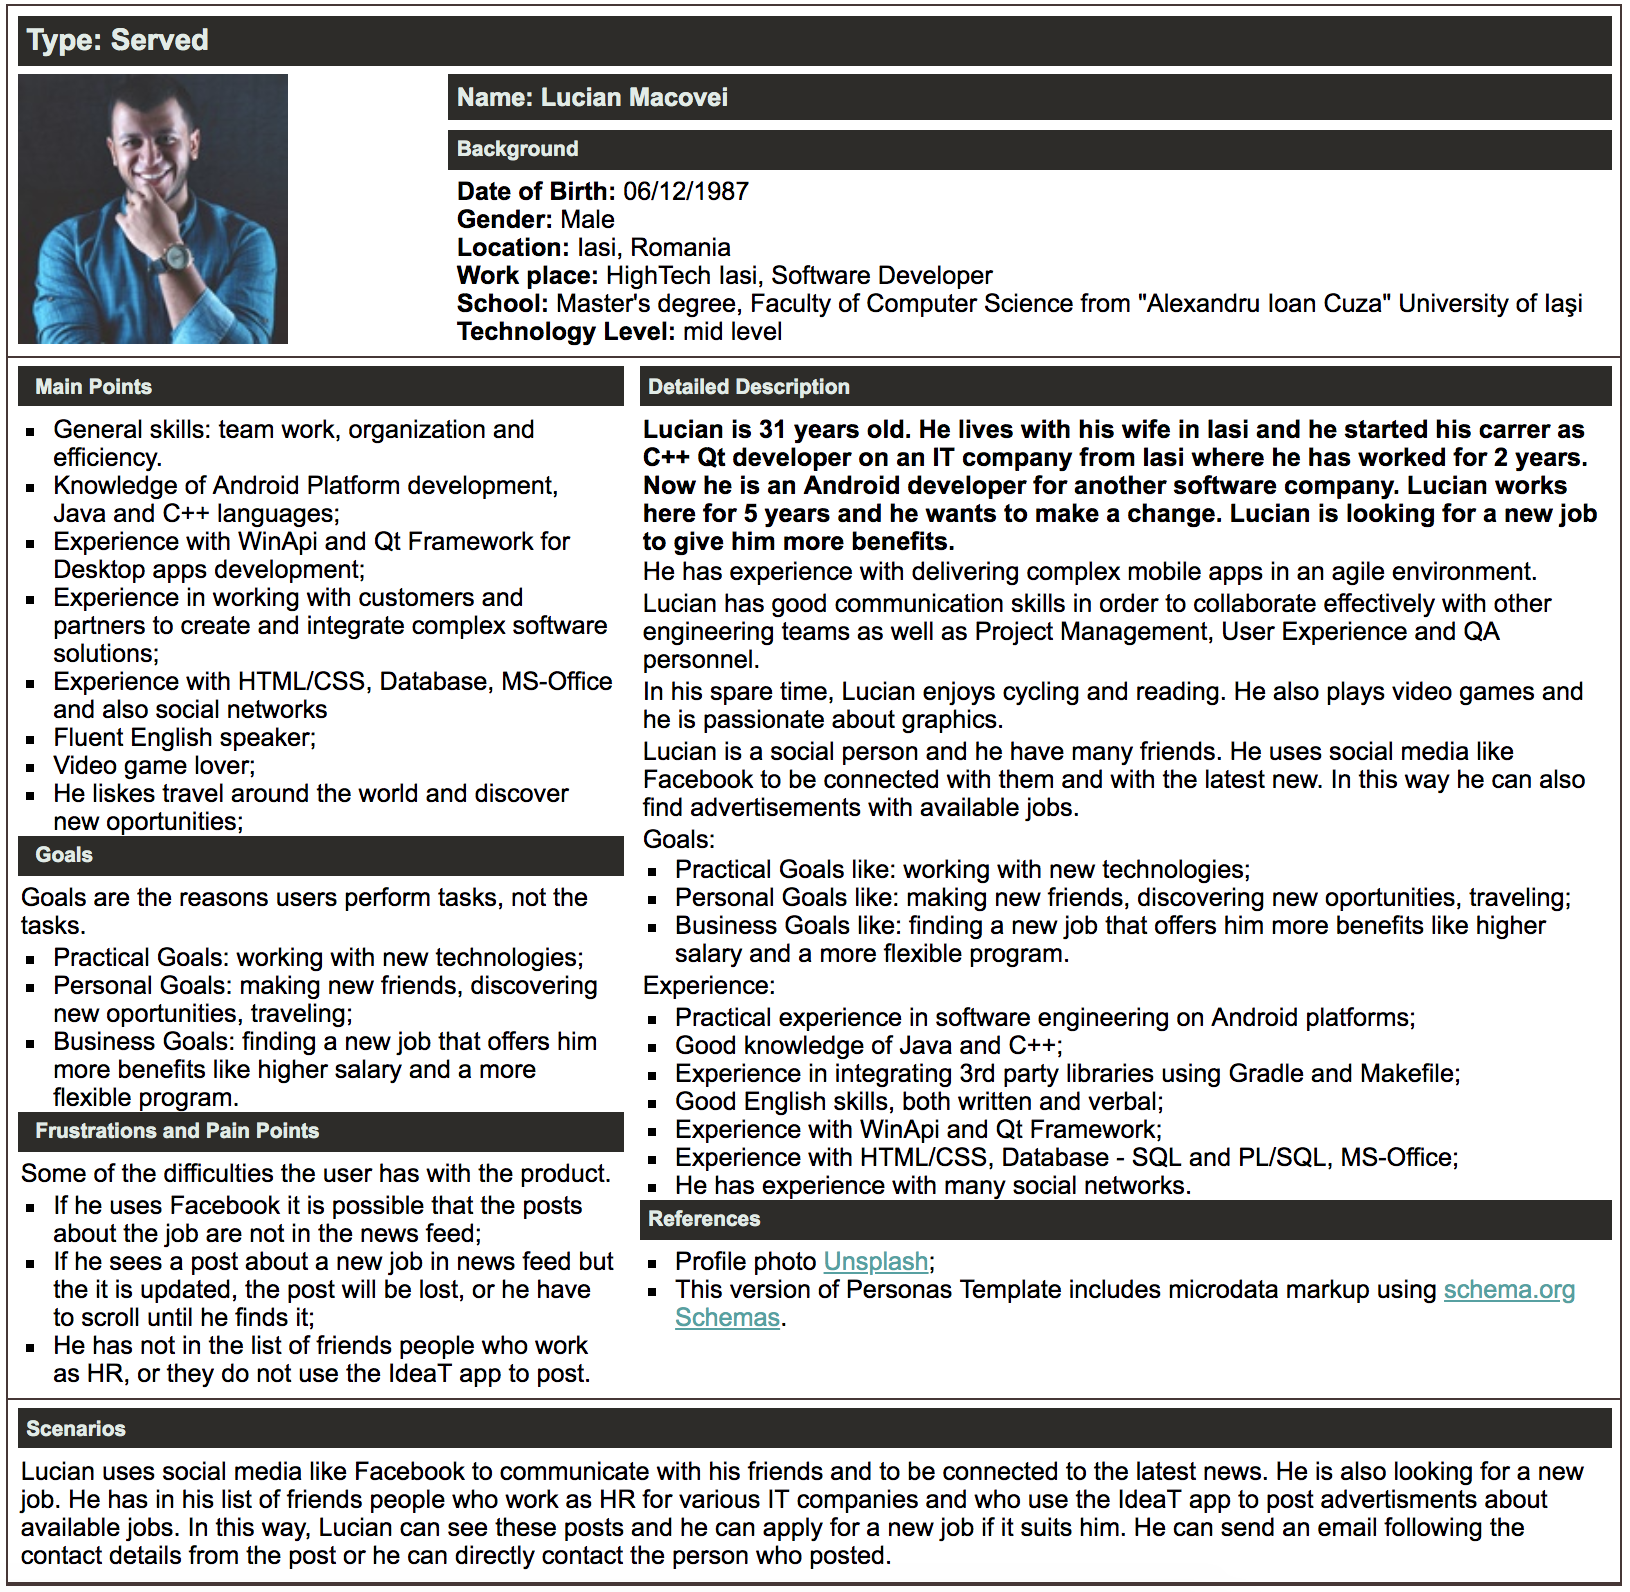 Type: Served
Name: Lucian Macovei
Background
Date of Birth: 06/12/1987
Gender: Male
Location: Iasi, Romania
Work place: HighTech Iasi, Software Developer
School: Master's degree, Faculty of Computer Science from "Alexandru Ioan Cuza" University of Iaşi
Technology Level: mid level
Main Points
General skills: team work, organization and
efficiency.
Knowledge of Android Platform development,
Java and C++ languages;
Experience with WinApi and Qt Framework for
Desktop apps development;
Experience in working with customers and
partners to create and integrate complex software
solutions;
Experience with HTML/CSS, Database, MS-Office
and also social networks
Fluent English speaker;
Video game lover;
He liskes travel around the world and discover
new oportunities;
Goals
Goals are the reasons users perform tasks, not the
tasks.
Practical Goals: working with new technologies;
Personal Goals: making new friends, discovering
new oportunities, traveling;
Business Goals: finding a new job that offers him
more benefits like higher salary and a more
flexible program.
Frustrations and Pain Points
Some of the difficulties the user has with the product.
If he uses Facebook it is possible that the posts
about the job are not in the news feed;
If he sees a post about a new job in news feed but
the it is updated, the post will be lost, or he have
to scroll until he finds it;
He has not in the list of friends people who work
as HR, or they do not use the IdeaT app to post.
Detailed Description
Lucian is 31 years old. He lives with his wife in Iasi and he started his carrer as
C++ Qt developer on an IT company from Iasi where he has worked for 2 years.
Now he is an Android developer for another software company. Lucian works
here for 5 years and he wants to make a change. Lucian is looking for a new job
to give him more benefits.
He has experience with delivering complex mobile apps in an agile environment.
Lucian has good communication skills in order to collaborate effectively with other
engineering teams as well as Project Management, User Experience and QA
personnel.
In his spare time, Lucian enjoys cycling and reading. He also plays video games and
he is passionate about graphics.
Lucian is a social person and he have many friends. He uses social media like
Facebook to be connected with them and with the latest new. In this way he can also
find advertisements with available jobs.
Goals:
Practical Goals like: working with new technologies;
Personal Goals like: making new friends, discovering new oportunities, traveling;
Business Goals like: finding a new job that offers him more benefits like higher
salary and a more flexible program.
Experience:
Practical experience in software engineering on Android platforms;
Good knowledge of Java and C++;
Experience in integrating 3rd party libraries using Gradle and Makefile;
Good English skills, both written and verbal;
Experience with WinApi and Qt Framework;
Experience with HTML/CSS, Database - SQL and PL/SQL, MS-Office;
He has experience with many social networks.
References
Profile photo Unsplash;
This version of Personas Template includes microdata markup using schema.org
Schemas.
Scenarios
Lucian uses social media like Facebook to communicate with his friends and to be connected to the latest news. He is also looking for a new
job. He has in his list of friends people who work as HR for various IT companies and who use the IdeaT app to post advertisments about
available jobs. In this way, Lucian can see these posts and he can apply for a new job if it suits him. He can send an email following the
contact details from the post or he can directly contact the person who posted.